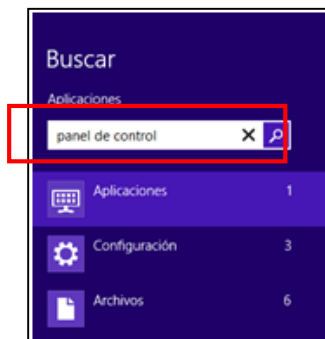 Buscar
Aplicaciones
panel de control
Aplicaciones 1
Configuración 3
Archivos 6